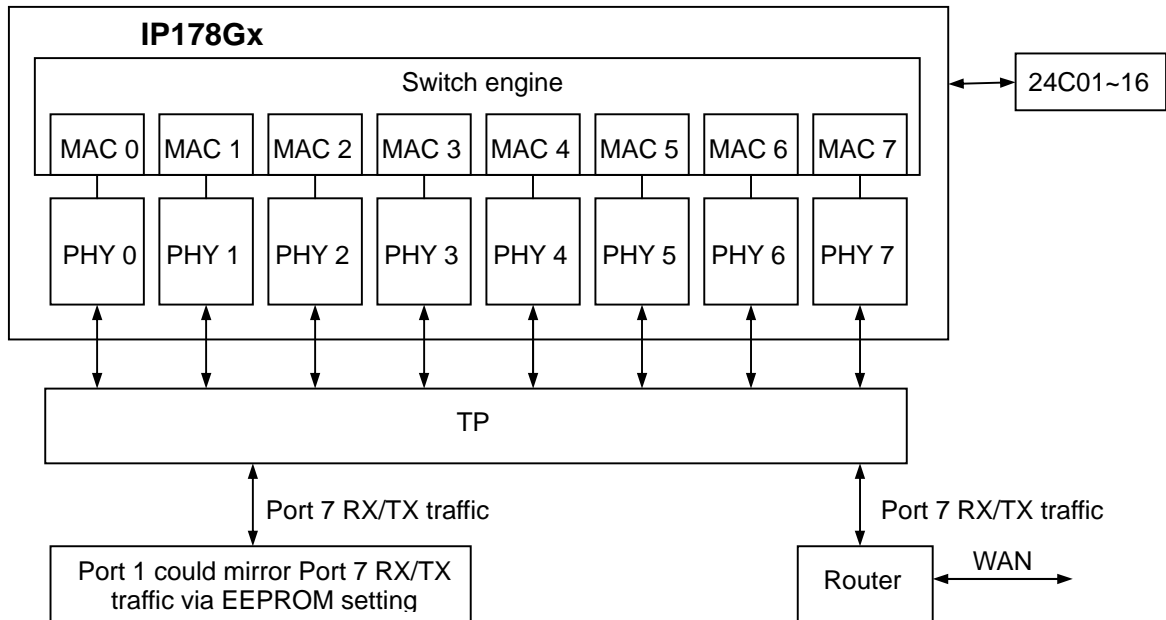 IP178Gx
Switch engine
24C01~16
MAC 0 MAC 1 MAC 2 MAC 3 MAC 4 MAC 5 MAC 6 MAC 7
PHY 0 PHY 1 PHY 2 PHY 3 PHY 4 PHY 5 PHY 6 PHY 7
TP
Port 7 RX/TX traffic
Port 7 RX/TX traffic
Port 1 could mirror Port 7 RX/TX
traffic via EEPROM setting
Router
WAN